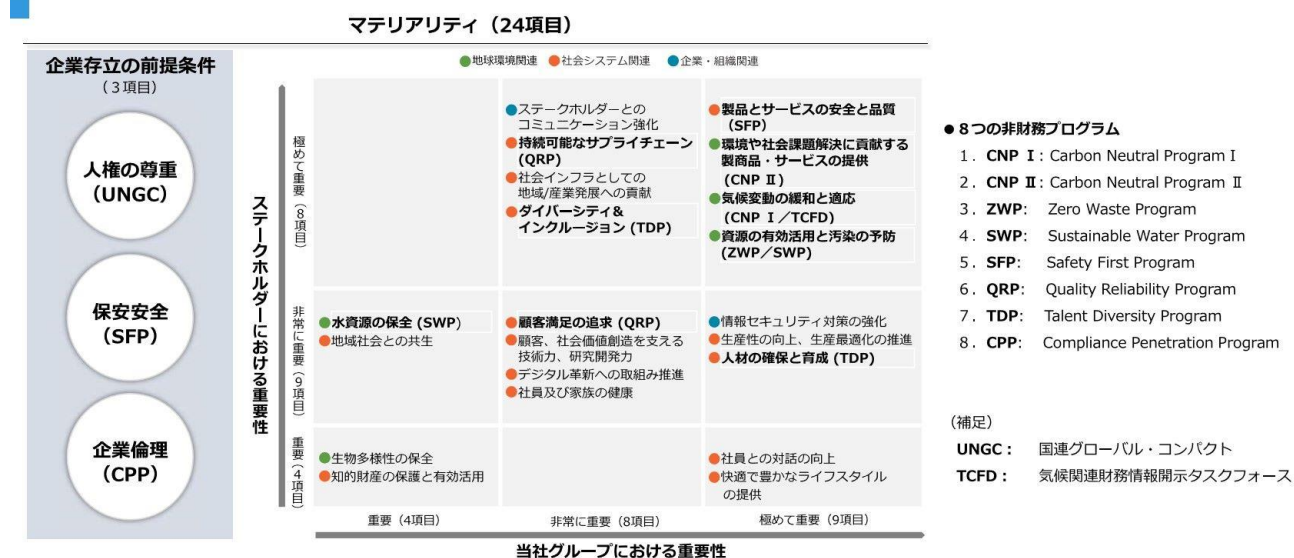 マテリアリティ（24項目）
●地球環境関連 ●社会システム関連 ●企業・組織関連
企業存立の前提条件
（3項目）
人権の尊重
（UNGC）
保安安全
（SFP）
企業倫理
（CPP）
ステークホルダーにおける重要性
極めて重要（8項目）
●ステークホルダーとの
コミュニケーション強化
●持続可能なサプライチェーン
(QRP)
●社会インフラとしての
地域/産業発展への貢献
●ダイバーシティ&
インクルージョン (TDP)
●製品とサービスの安全と品質
（SFP）
●環境や社会課題解決に貢献する
製商品・サービスの提供
（CNP Ⅱ）
●気候変動の緩和と適応
（CNP Ⅰ／TCFD）
●資源の有効活用と汚染の予防
(ZWP／SWP)
非常に重要（9項目）
●水資源の保全 (SWP)
●地域社会との共生
●顧客満足の追求 (QRP)
●顧客、社会価値創造を支える
技術力、研究開発力
●デジタル革新への取組み推進
●社員及び家族の健康
●情報セキュリティ対策の強化
●生産性の向上、生産最適化の推進
●人材の確保と育成 (TDP)
重要（4項目）
●生物多様性の保全
●知的財産の保護と有効活用
●社員との対話の向上
●快適で豊かなライフスタイル
の提供
重要（4項目）
非常に重要（8項目）
極めて重要（9項目）
当社グループにおける重要性
● 8つの非財務プログラム
1．CNP Ⅰ：Carbon Neutral Program Ⅰ
2．CNP Ⅱ：Carbon Neutral Program Ⅱ
3．ZWP： Zero Waste Program
4．SWP： Sustainable Water Program
5．SFP： Safety First Program
6．QRP： Quality Reliability Program
7．TDP： Talent Diversity Program
8．CPP： Compliance Penetration Program
（補足）
UNGC： 国連グローバル・コンパクト
TCFD： 気候関連財務情報開示タスクフォース